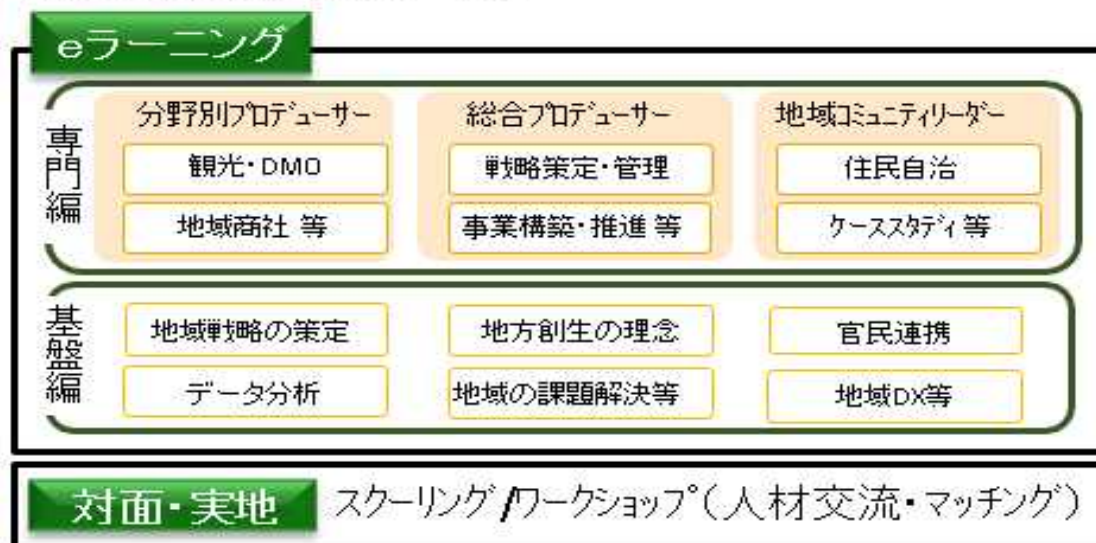 eラーニング
専門編
分野別プロデューサー
観光・DMO
地域商社 等
総合プロデューサー
戦略策定・管理
事業構築・推進 等
地域コミュニティリーダー
住民自治
ケーススタディ 等
基盤編
地域戦略の策定
地方創生の理念
官民連携
データ分析
地域の課題解決等
地域DX等
対面・実地
スクーリング/ワークショップ(人材交流・マッチング)